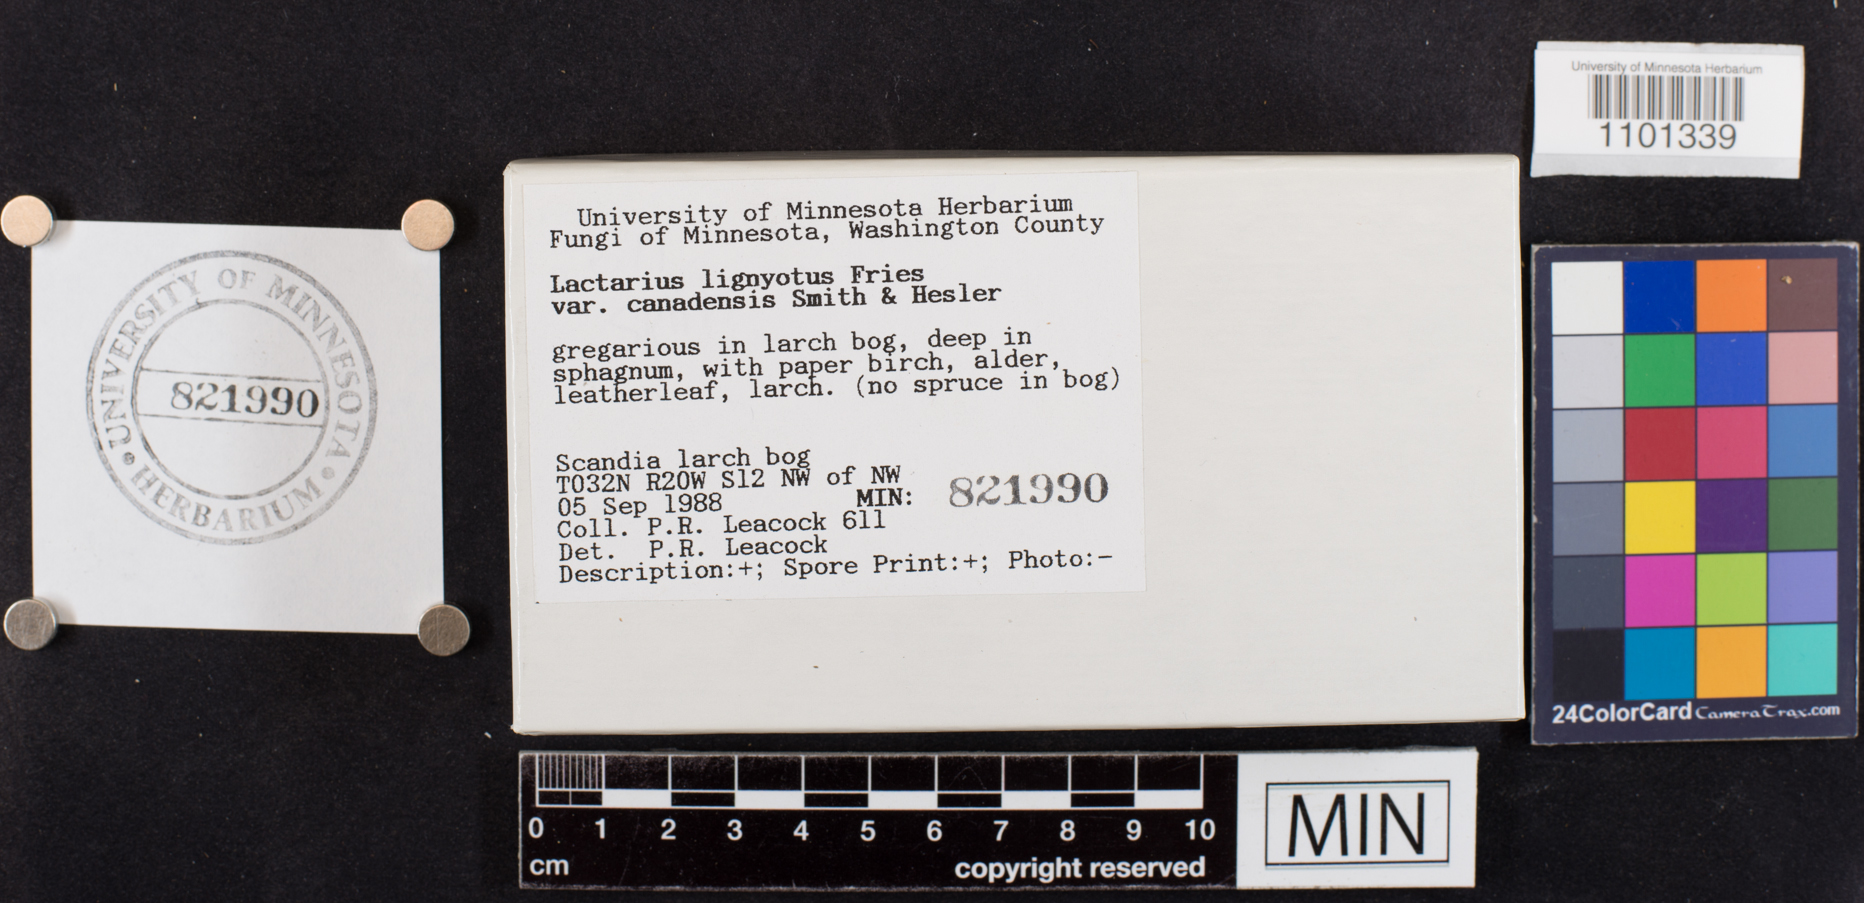 University of Minnesota Herbarium
1101339
University of Minnesota Herbarium
Fungi of Minnesota, Washington County
Lactarius lignyotus Fries
var. canadensis Smith & Hesler
gregarious in larch bog, deep in
sphagnum, with paper birch, alder,
leatherleaf, larch. (no spruce in bog)
Scandia larch bog
T032N R20W S12 NW of NW
05 Sep 1988 MIN: 821990
Coll. P.R. Leacock 611
Det. P.R. Leacock
Description:+; Spore Print:+; Photo:-
UNIVERSITY OF MINNESOTA
821990
• HERBARIUM •
24ColorCard CameraTrax.com
0 1 2 3 4 5 6 7 8 9 10
cm copyright reserved
MIN